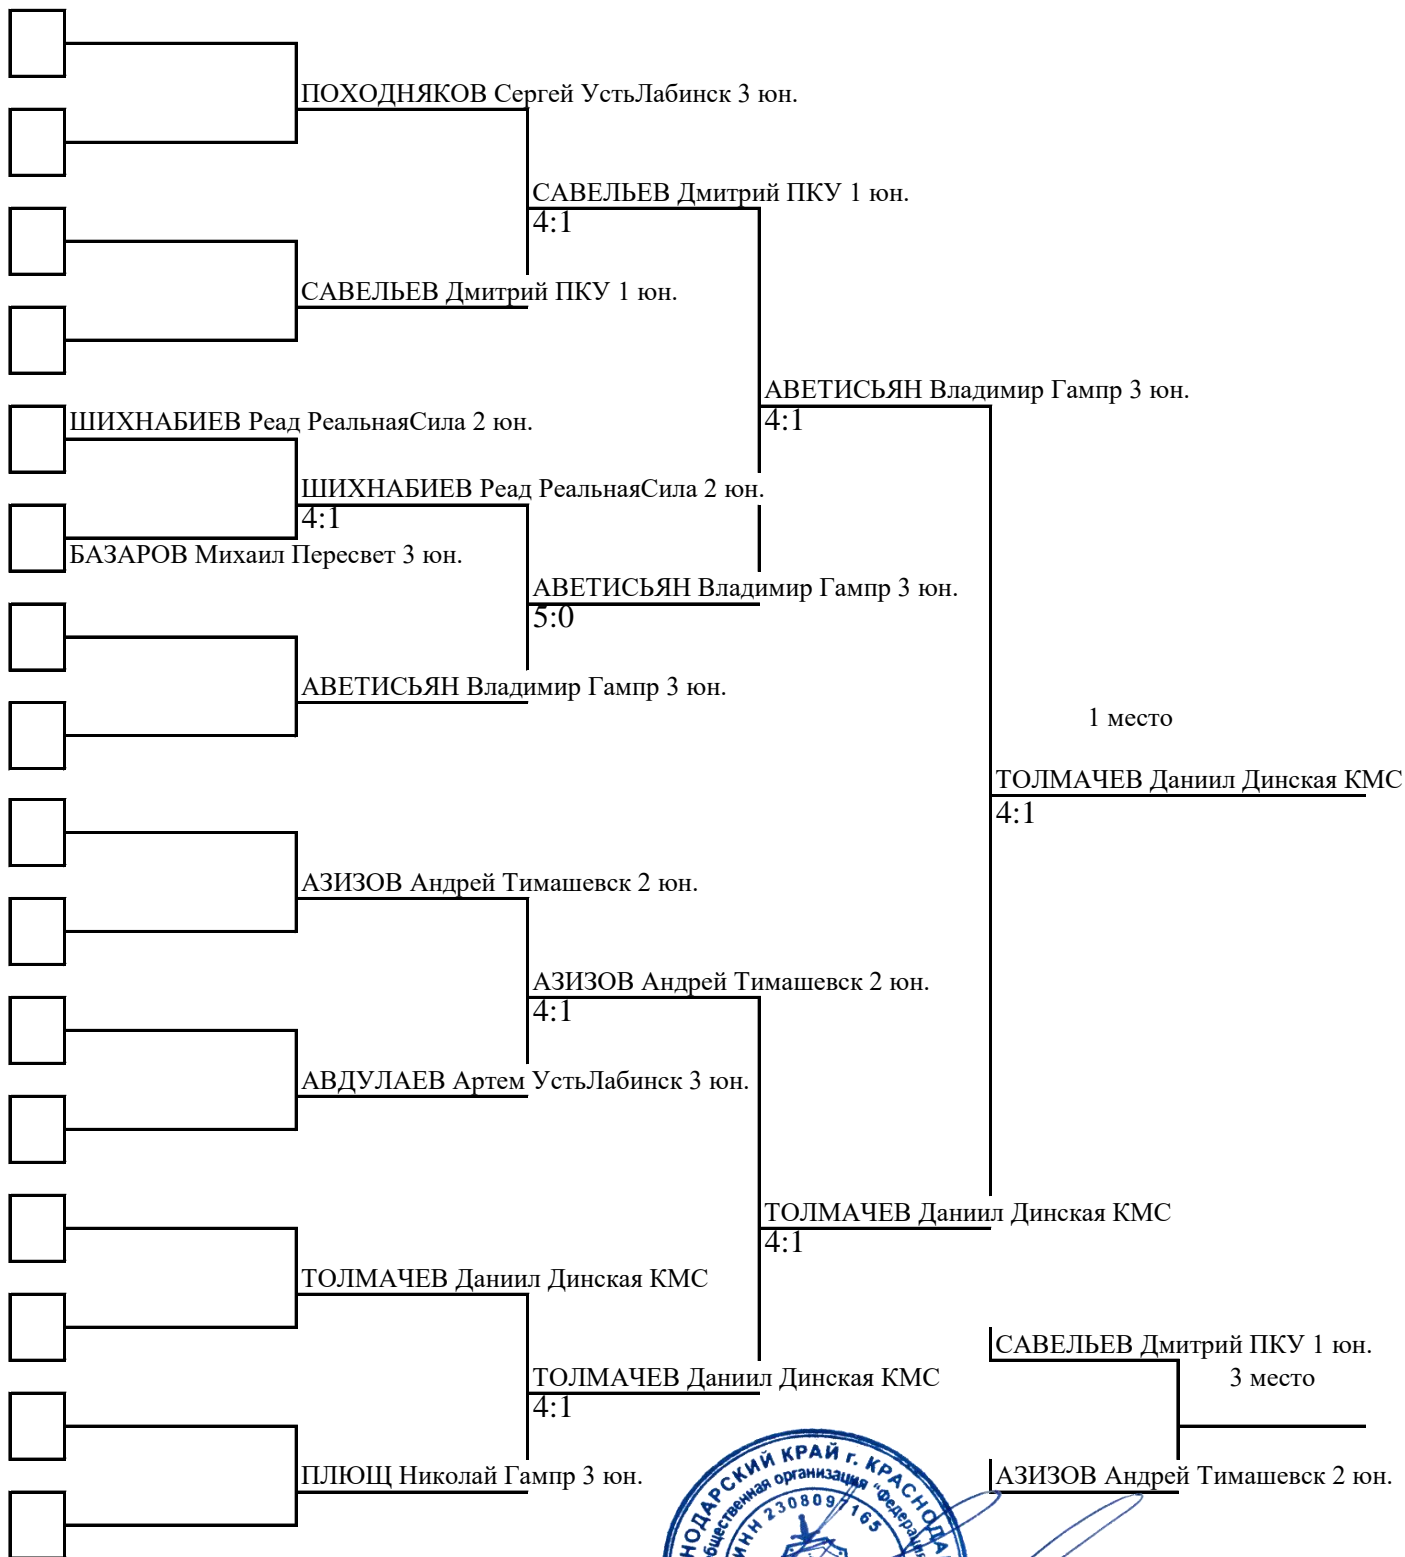 ПОХОДНЯКОВ Сергей УстьЛабинск 3 юн.
САВЕЛЬЕВ Дмитрий ПКУ 1 юн.
4:1
САВЕЛЬЕВ Дмитрий ПКУ 1 юн.
АВЕТИСЬЯН Владимир Гампр 3 юн.
4:1
ШИХНАБИЕВ Реад РеальнаяСила 2 юн.
ШИХНАБИЕВ Реад РеальнаяСила 2 юн.
4:1
БАЗАРОВ Михаил Пересвет 3 юн.
АВЕТИСЬЯН Владимир Гампр 3 юн.
5:0
АВЕТИСЬЯН Владимир Гампр 3 юн.
1 место
ТОЛМАЧЕВ Даниил Динская КМС
4:1
АЗИЗОВ Андрей Тимашевск 2 юн.
АЗИЗОВ Андрей Тимашевск 2 юн.
4:1
АВДУЛАЕВ Артем УстьЛабинск 3 юн.
ТОЛМАЧЕВ Даниил Динская КМС
4:1
ТОЛМАЧЕВ Даниил Динская КМС
САВЕЛЬЕВ Дмитрий ПКУ 1 юн.
3 место
ТОЛМАЧЕВ Даниил Динская КМС
4:1
ПЛЮЩ Николай Гампр 3 юн.
АЗИЗОВ Андрей Тимашевск 2 юн.
КРАЙ г.
организация
ИНН 2308097165